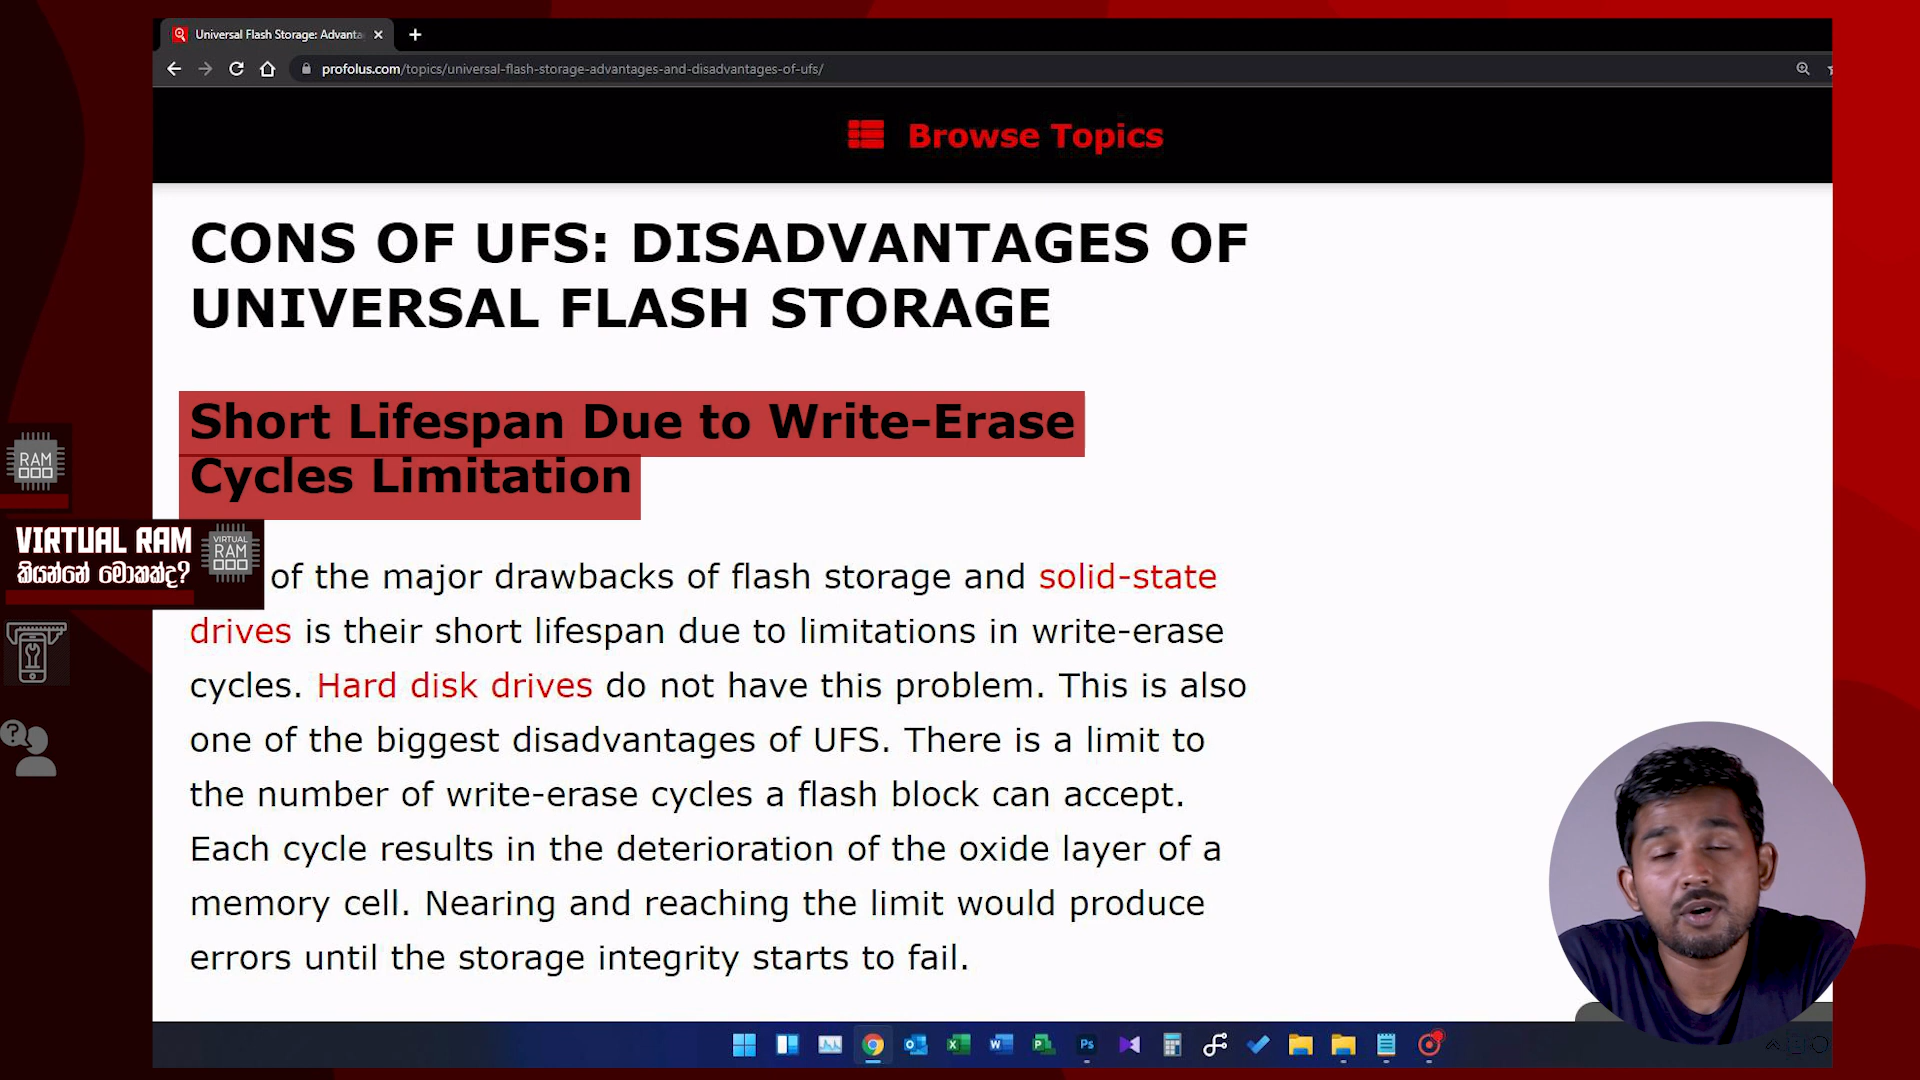 Universal Flash Storage: Advanta
profolus.com/topics/universal-flash-storage-advantages-and-disadvantages-of-ufs/
Browse Topics
CONS OF UFS: DISADVANTAGES OF
UNIVERSAL FLASH STORAGE
Short Lifespan Due to Write-Erase
Cycles Limitation
RAM
VIRTUAL RAM
කියන්නේ මොකක්ද?
VIRTUAL
RAM
of the major drawbacks of flash storage and solid-state
drives is their short lifespan due to limitations in write-erase
cycles. Hard disk drives do not have this problem. This is also
one of the biggest disadvantages of UFS. There is a limit to
the number of write-erase cycles a flash block can accept.
Each cycle results in the deterioration of the oxide layer of a
memory cell. Nearing and reaching the limit would produce
errors until the storage integrity starts to fail.
Ps